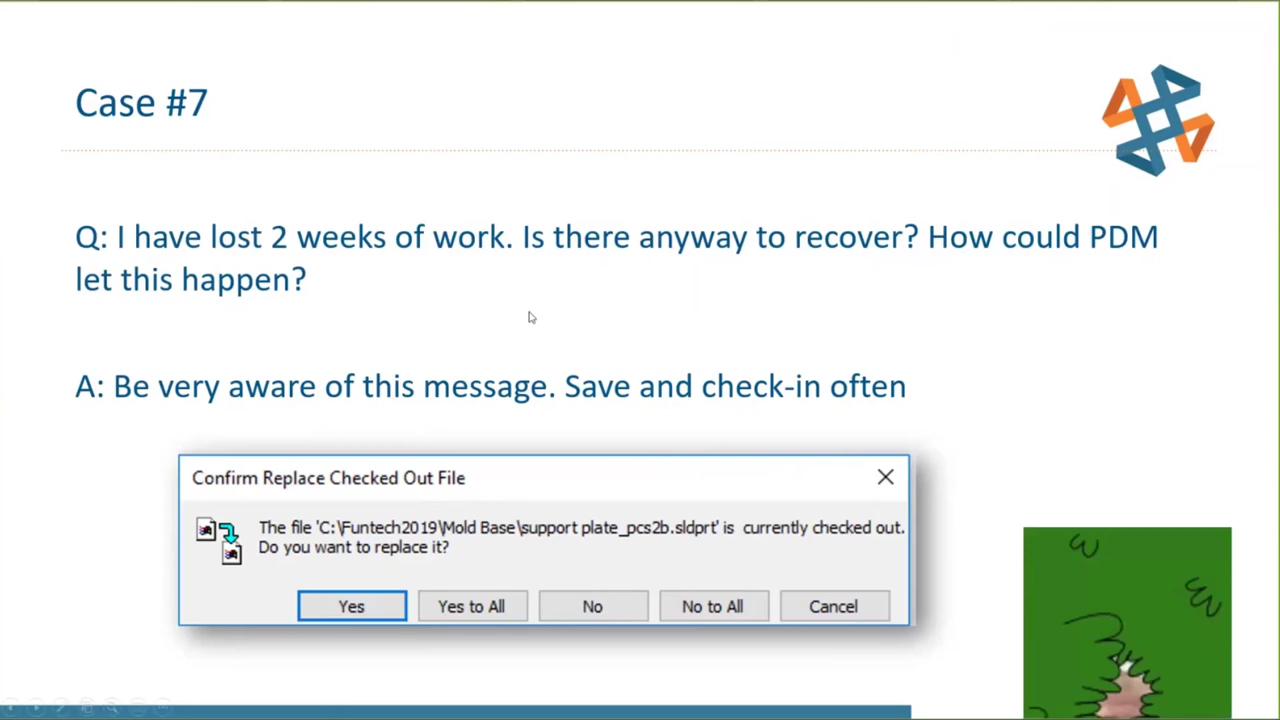 Case #7
Q: I have lost 2 weeks of work. Is there anyway to recover? How could PDM
let this happen?
A: Be very aware of this message. Save and check-in often
Confirm Replace Checked Out File
The file 'C:\Funtech2019\Mold Base\support plate_pcs2b.sldprt' is currently checked out.
Do you want to replace it?
Yes
Yes to All
No
No to All
Cancel